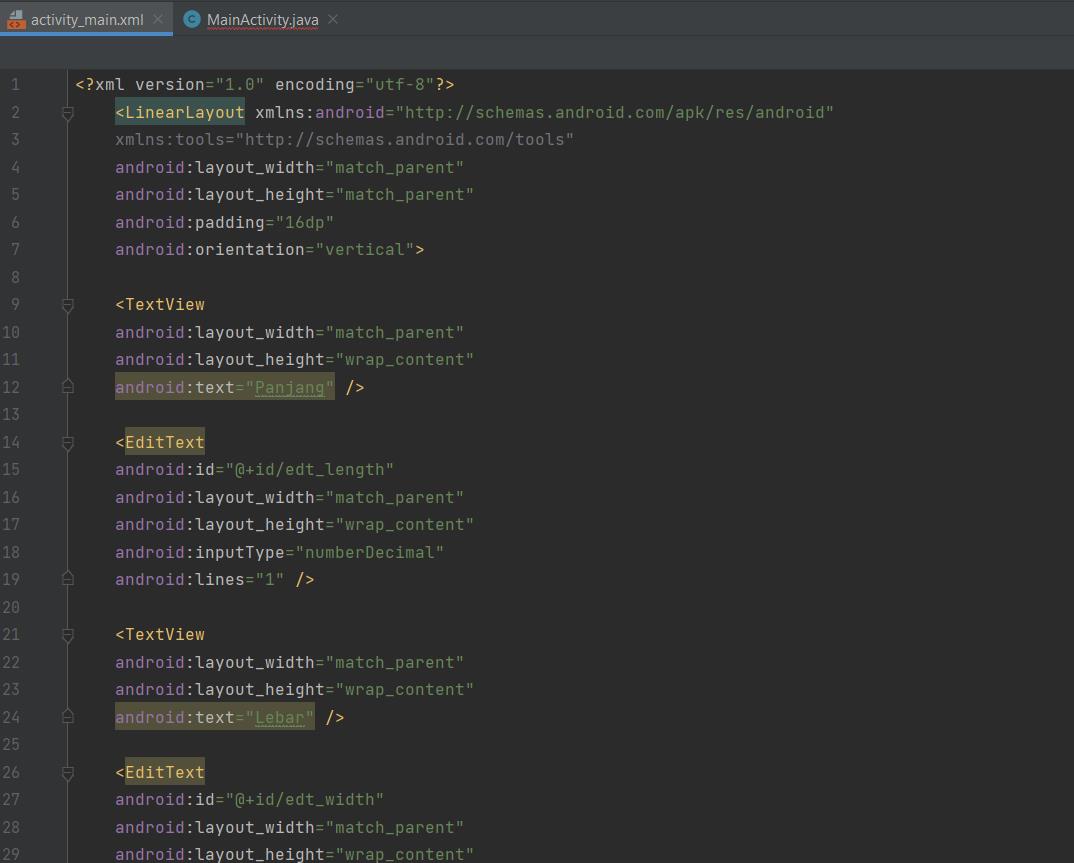 activity_main.xml MainActivity.java
1 <?xml version="1.0" encoding="utf-8"?>
2 <LinearLayout xmlns:android="http://schemas.android.com/apk/res/android"
3 xmlns:tools="http://schemas.android.com/tools"
4 android:layout_width="match_parent"
5 android:layout_height="match_parent"
6 android:padding="16dp"
7 android:orientation="vertical">
8
9 <TextView
10 android:layout_width="match_parent"
11 android:layout_height="wrap_content"
12 android:text="Panjang" />
13
14 <EditText
15 android:id="@+id/edt_length"
16 android:layout_width="match_parent"
17 android:layout_height="wrap_content"
18 android:inputType="numberDecimal"
19 android:lines="1" />
20
21 <TextView
22 android:layout_width="match_parent"
23 android:layout_height="wrap_content"
24 android:text="Lebar" />
25
26 <EditText
27 android:id="@+id/edt_width"
28 android:layout_width="match_parent"
29 android:layout_height="wrap_content"